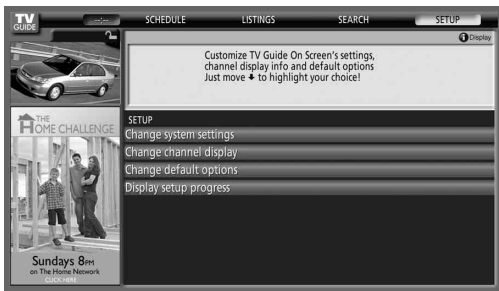 TV
GUIDE
--:--
SCHEDULE
LISTINGS
SEARCH
SETUP
i Display
Customize TV Guide On Screen's settings,
channel display info and default options
Just move ⬇ to highlight your choice!
THE
HOME CHALLENGE
Sundays 8PM
on The Home Network
CLICK HERE
SETUP
Change system settings
Change channel display
Change default options
Display setup progress